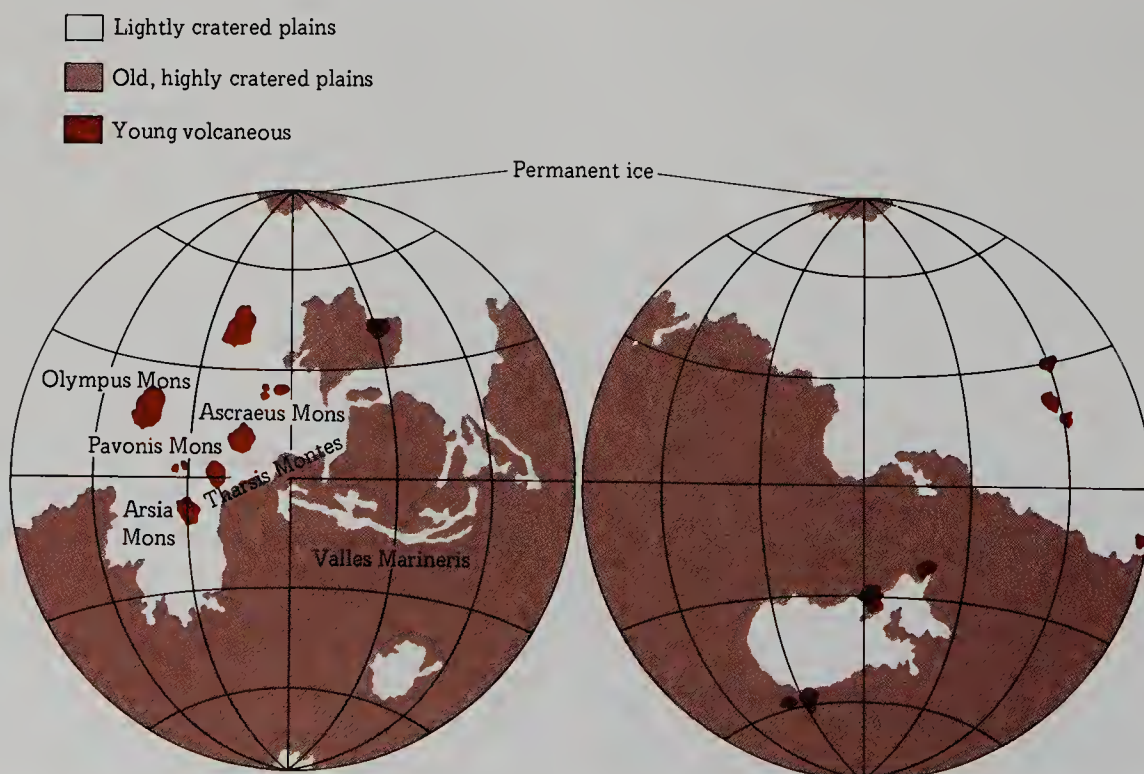 Lightly cratered plains
Old, highly cratered plains
Young volcaneous
Permanent ice
Olympus Mons
Ascraeus Mons
Pavonis Mons
Tharsis Montes
Arsia
Mons
Valles Marineris